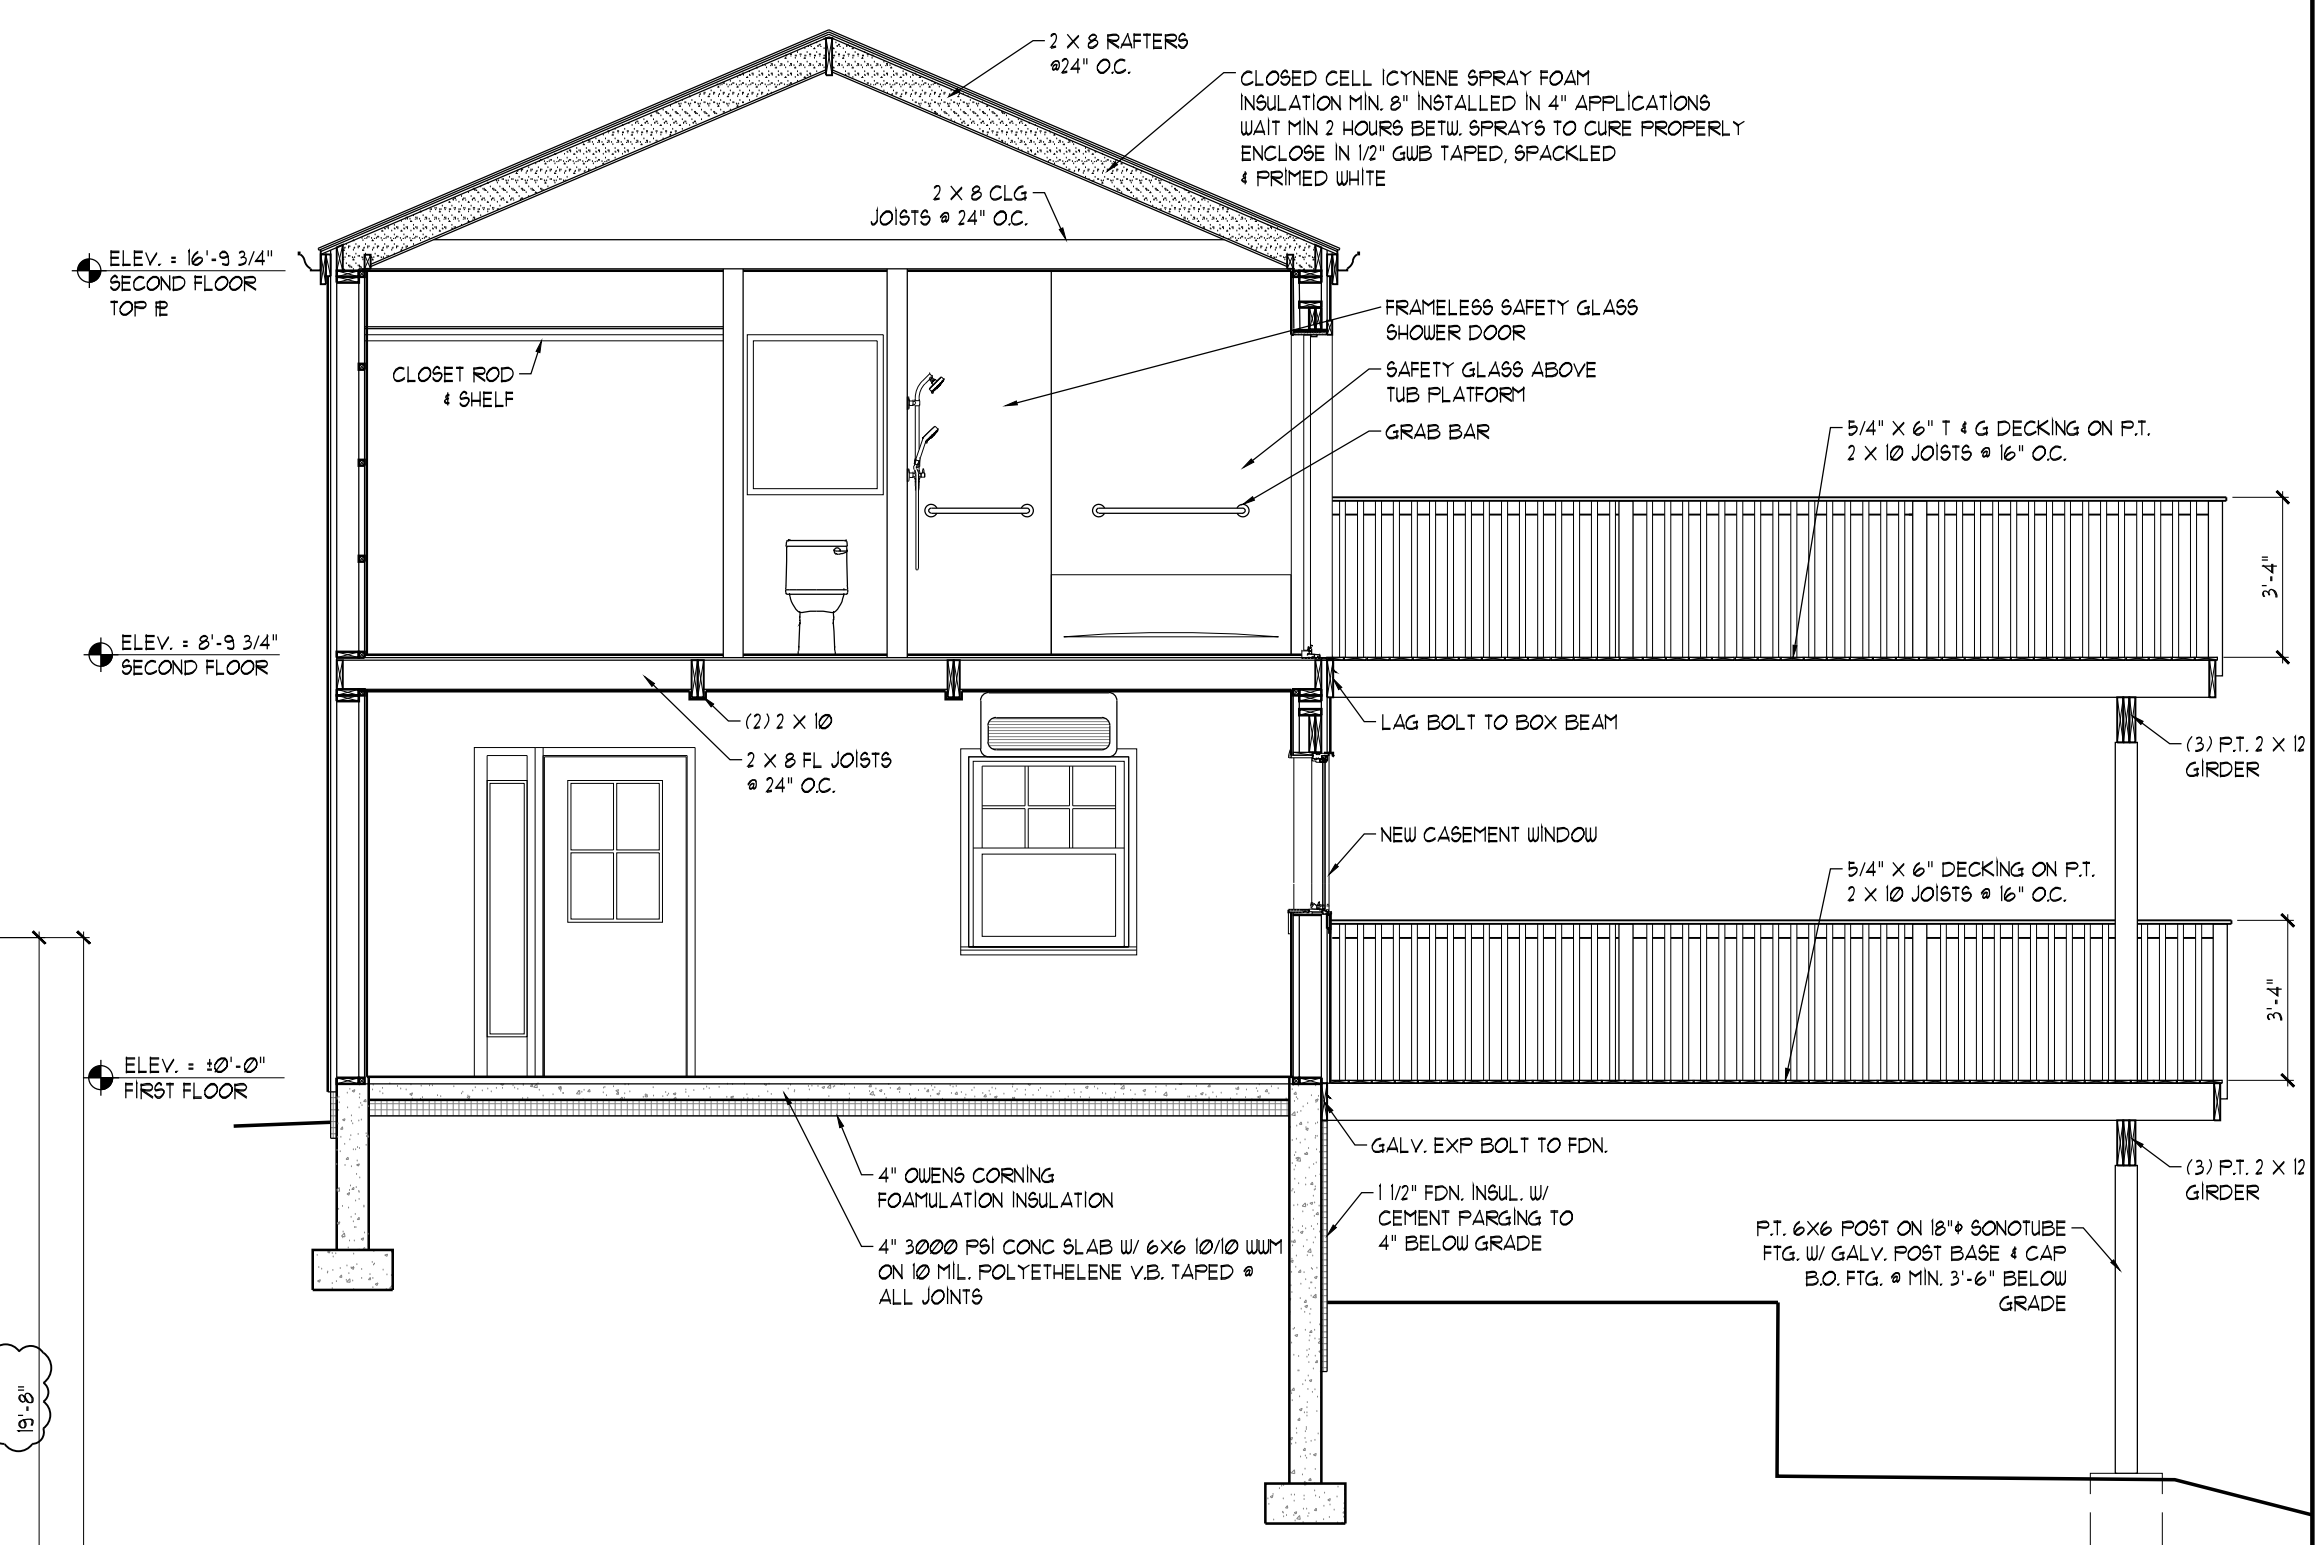 2 X 8 RAFTERS
@24" O.C.
CLOSED CELL ICYNENE SPRAY FOAM
INSULATION MIN. 8" INSTALLED IN 4" APPLICATIONS
WAIT MIN 2 HOURS BETW. SPRAYS TO CURE PROPERLY
ENCLOSE IN 1/2" GWB TAPED, SPACKLED
& PRIMED WHITE
2 X 8 CLG
JOISTS @ 24" O.C.
ELEV. = 16'-9 3/4"
SECOND FLOOR
TOP PL
FRAMELESS SAFETY GLASS
SHOWER DOOR
CLOSET ROD
& SHELF
SAFETY GLASS ABOVE
TUB PLATFORM
GRAB BAR
5/4" X 6" T & G DECKING ON P.T.
2 X 10 JOISTS @ 16" O.C.
3'-4"
ELEV. = 8'-9 3/4"
SECOND FLOOR
(2) 2 X 10
2 X 8 FL JOISTS
@ 24" O.C.
LAG BOLT TO BOX BEAM
(3) P.T. 2 X 12
GIRDER
NEW CASEMENT WINDOW
5/4" X 6" DECKING ON P.T.
2 X 10 JOISTS @ 16" O.C.
3'-4"
ELEV. = ±0'-0"
FIRST FLOOR
4" OWENS CORNING
FOAMULATION INSULATION
4" 3000 PSI CONC SLAB W/ 6X6 10/10 WWM
ON 10 MIL. POLYETHELENE V.B. TAPED @
ALL JOINTS
GALV. EXP BOLT TO FDN.
1 1/2" FDN. INSUL. W/
CEMENT PARGING TO
4" BELOW GRADE
(3) P.T. 2 X 12
GIRDER
P.T. 6X6 POST ON 18"ϕ SONOTUBE
FTG. W/ GALV. POST BASE & CAP
B.O. FTG. @ MIN. 3'-6" BELOW
GRADE
19'-8"